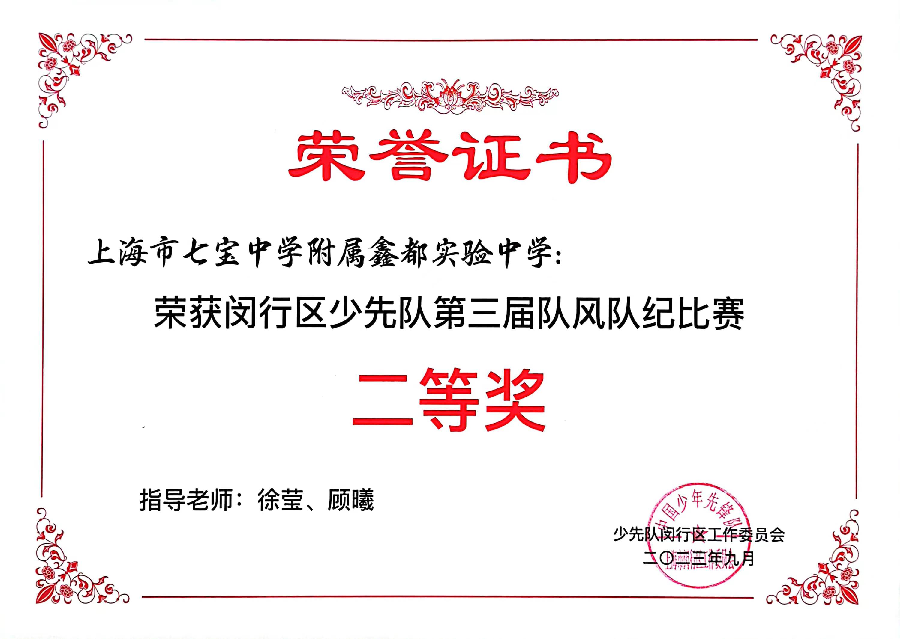 荣誉证书
上海市七宝中学附属鑫都实验中学:
荣获闵行区少先队第三届队风队纪比赛
二等奖
指导老师：徐莹、顾曦
中国少年先锋队
少先队闵行区工作委员会
二〇二三年九月